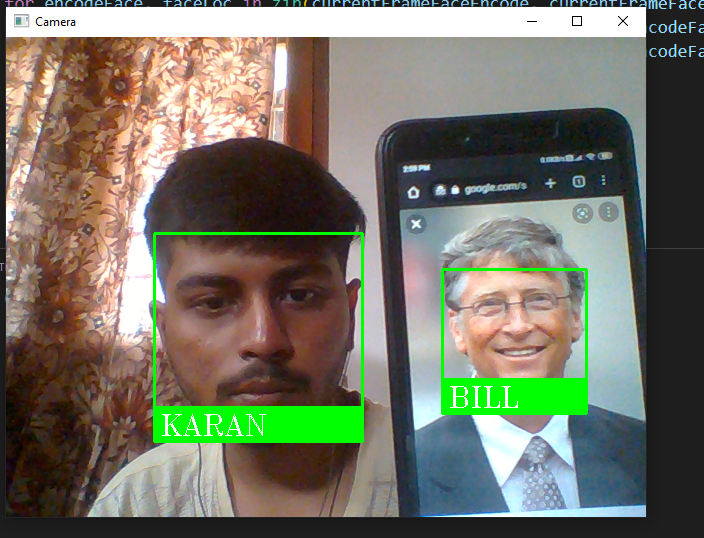 for encodeFace, faceLoc in zip(currentFrameFaceEncode, currentFrameFace
Camera
codeFa
codeFa
2:59 PM
google.com/s
KARAN
BILL